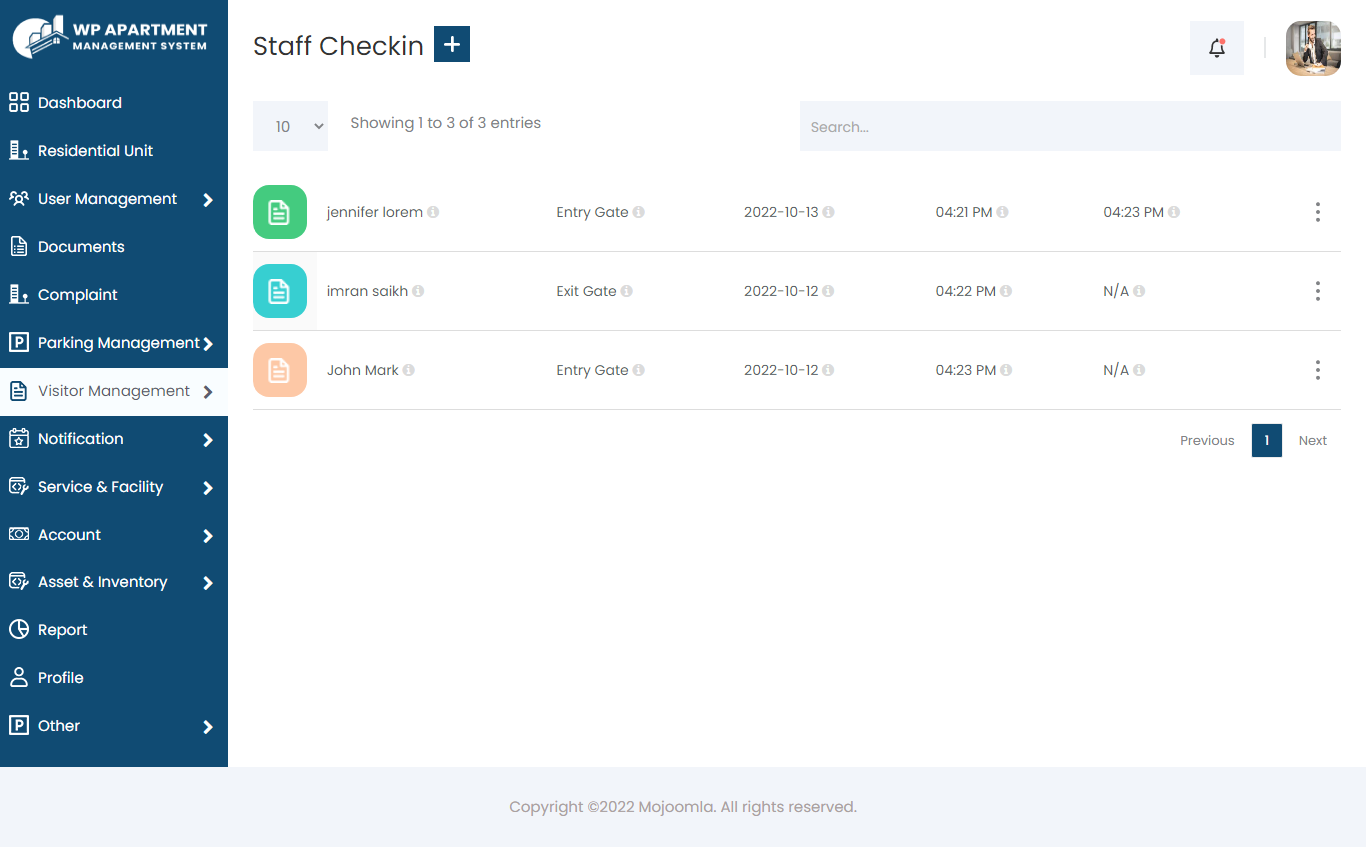 WP APARTMENT
MANAGEMENT SYSTEM
Dashboard
Residential Unit
User Management
Documents
Complaint
Parking Management
Visitor Management
Notification
Service & Facility
Account
Asset & Inventory
Report
Profile
Other
Staff Checkin
10 Showing 1 to 3 of 3 entries Search...
jennifer lorem Entry Gate 2022-10-13 04:21 PM 04:23 PM
imran saikh Exit Gate 2022-10-12 04:22 PM N/A
John Mark Entry Gate 2022-10-12 04:23 PM N/A
Previous 1 Next
Copyright ©2022 Mojoomla. All rights reserved.